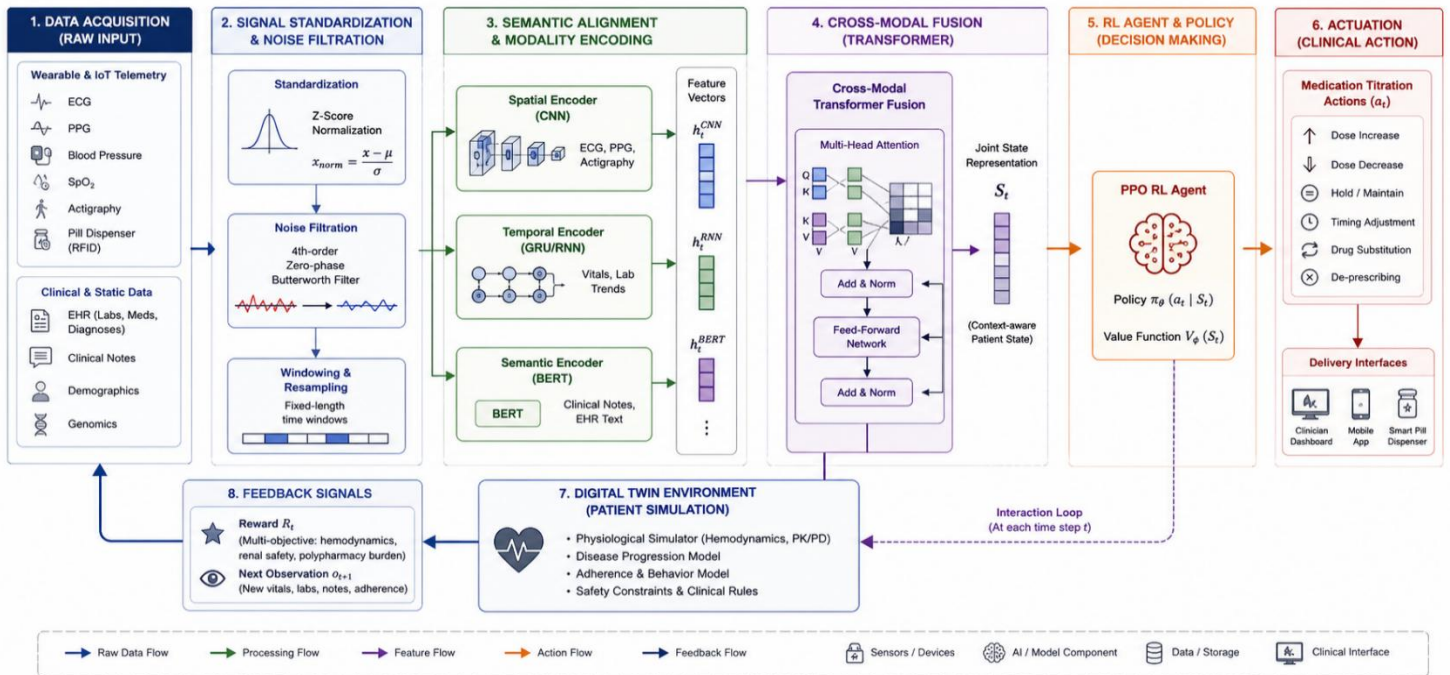 1. DATA ACQUISITION
(RAW INPUT)
Wearable & IoT Telemetry
ECG
PPG
Blood Pressure
SpO₂
Actigraphy
Pill Dispenser
(RFID)
Clinical & Static Data
EHR (Labs, Meds,
Diagnoses)
Clinical Notes
Demographics
Genomics
2. SIGNAL STANDARDIZATION
& NOISE FILTRATION
Standardization
Z-Score
Normalization
x_norm = (x − μ) / σ
Noise Filtration
4th-order
Zero-phase
Butterworth Filter
Windowing &
Resampling
Fixed-length
time windows
3. SEMANTIC ALIGNMENT
& MODALITY ENCODING
Spatial Encoder
(CNN)
ECG, PPG,
Actigraphy
Temporal Encoder
(GRU/RNN)
Vitals, Lab
Trends
Semantic Encoder
(BERT)
BERT
Clinical Notes,
EHR Text
Feature
Vectors
h_t^CNN
h_t^RNN
h_t^BERT
⋮
4. CROSS-MODAL FUSION
(TRANSFORMER)
Cross-Modal
Transformer Fusion
Multi-Head Attention
Q
K
K
V
V V
Add & Norm
Feed-Forward
Network
Add & Norm
Joint State
Representation
S_t
(Context-aware
Patient State)
5. RL AGENT & POLICY
(DECISION MAKING)
PPO RL Agent
Policy π_θ (a_t | S_t)
Value Function V_ϕ (S_t)
6. ACTUATION
(CLINICAL ACTION)
Medication Titration
Actions (a_t)
Dose Increase
Dose Decrease
Hold / Maintain
Timing Adjustment
Drug Substitution
De-prescribing
Delivery Interfaces
Clinician
Dashboard
Mobile
App
Smart Pill
Dispenser
Interaction Loop
(At each time step t)
7. DIGITAL TWIN ENVIRONMENT
(PATIENT SIMULATION)
• Physiological Simulator (Hemodynamics, PK/PD)
• Disease Progression Model
• Adherence & Behavior Model
• Safety Constraints & Clinical Rules
8. FEEDBACK SIGNALS
Reward R_t
(Multi-objective: hemodynamics,
renal safety, polypharmacy burden)
Next Observation o_t+1
(New vitals, labs, notes, adherence)
Raw Data Flow
Processing Flow
Feature Flow
Action Flow
Feedback Flow
Sensors / Devices
AI / Model Component
Data / Storage
Clinical Interface